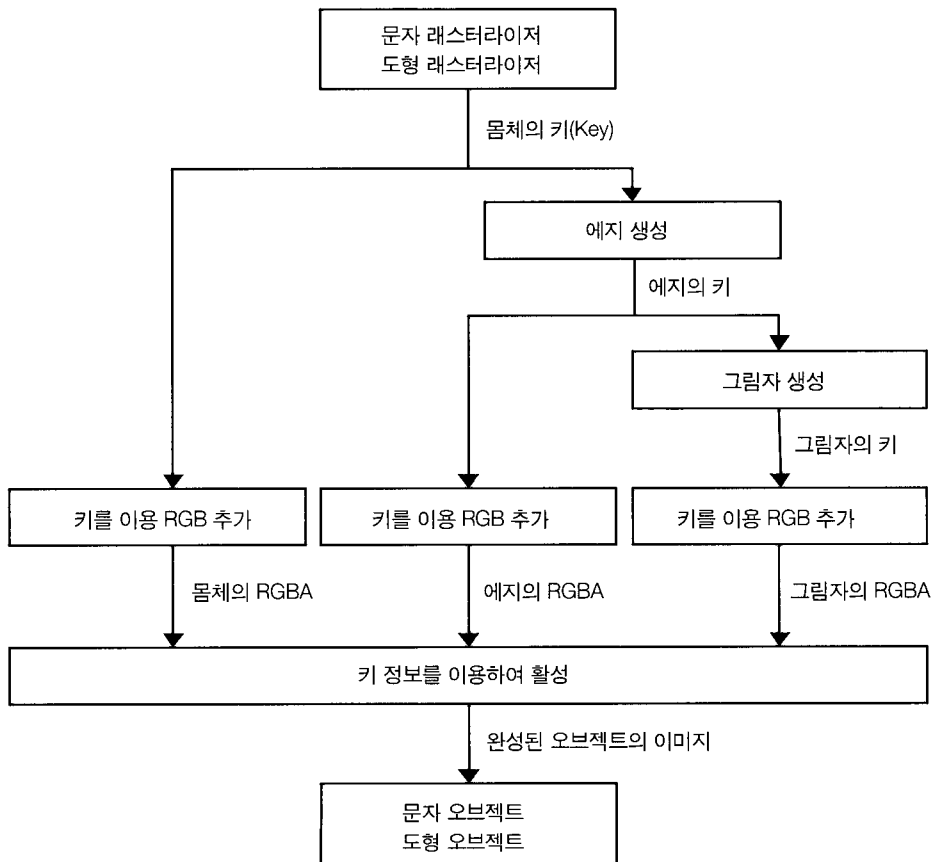 문자 래스터라이저
도형 래스터라이저
몸체의 키(Key)
에지 생성
에지의 키
그림자 생성
그림자의 키
키를 이용 RGB 추가
키를 이용 RGB 추가
키를 이용 RGB 추가
몸체의 RGBA
에지의 RGBA
그림자의 RGBA
키 정보를 이용하여 활성
완성된 오브젝트의 이미지
문자 오브젝트
도형 오브젝트